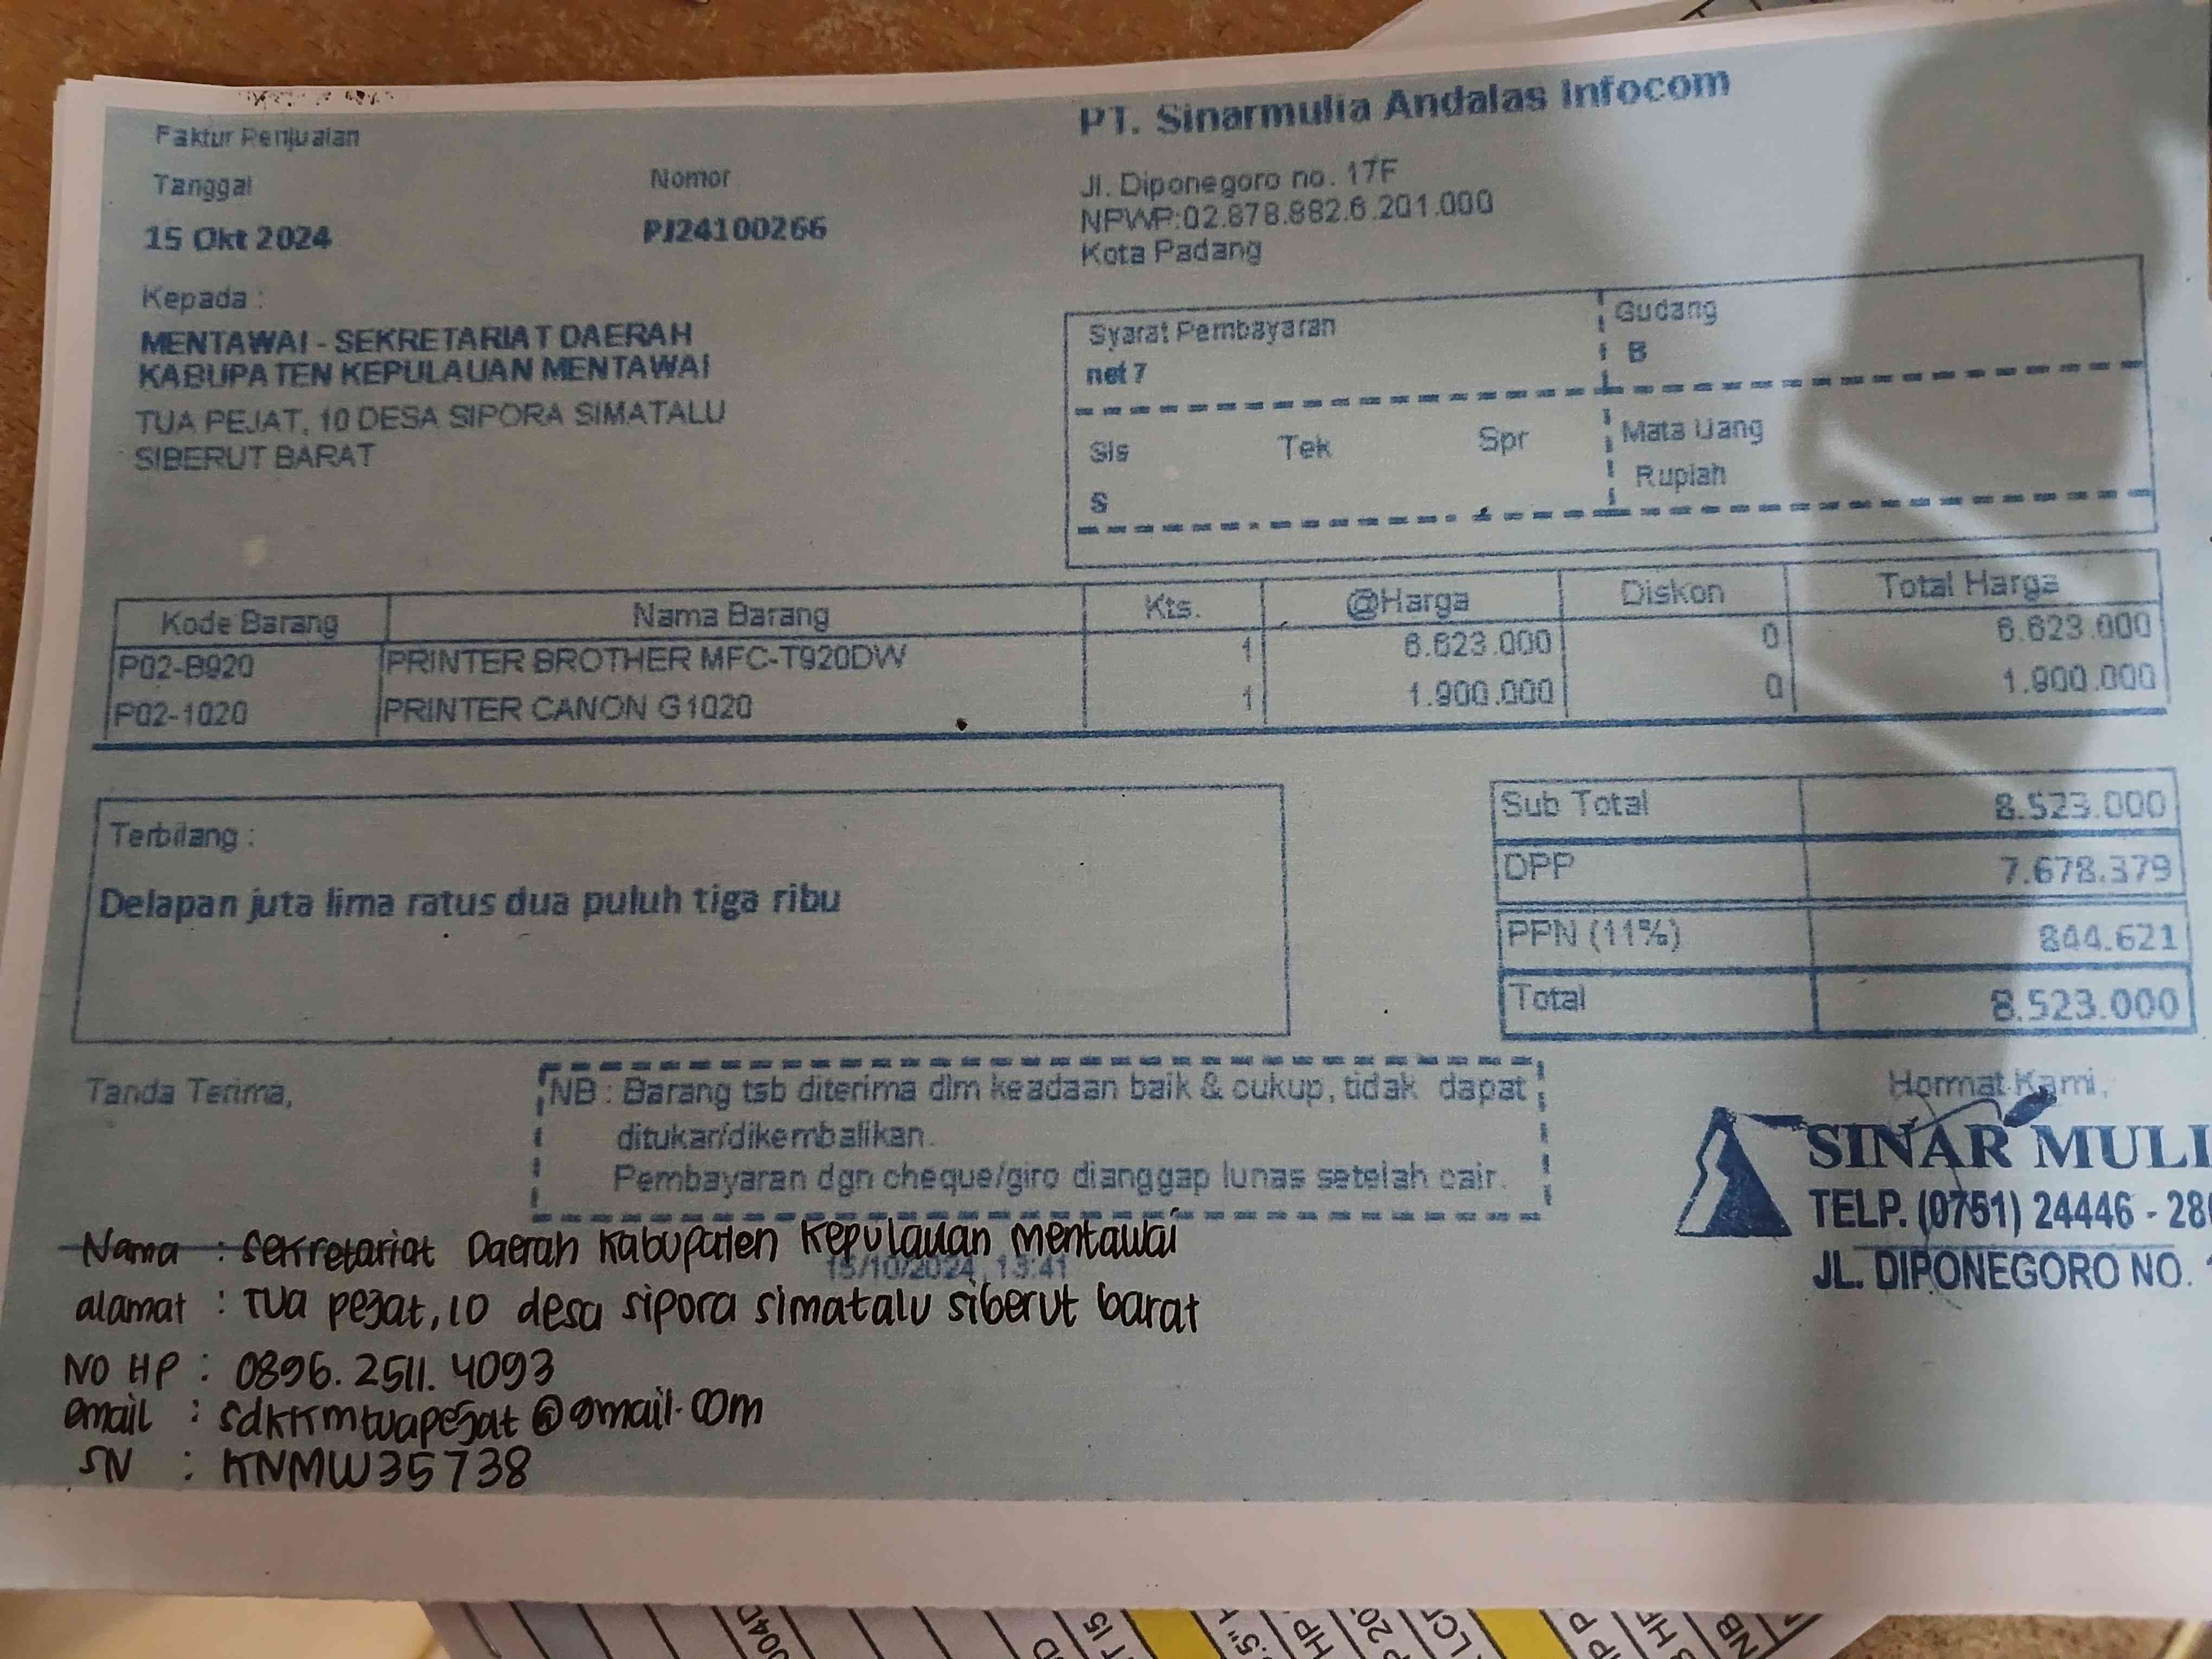 Faktur Penjualan
PT. Sinarmulia Andalas Infocom
Tanggal Nomor
15 Okt 2024 PJ24100266
Jl. Diponegoro no. 17F
NPWP:02.878.882.6.201.000
Kota Padang
Kepada :
MENTAWAI - SEKRETARIAT DAERAH
KABUPATEN KEPULAUAN MENTAWAI
TUA PEJAT, 10 DESA SIPORA SIMATALU
SIBERUT BARAT
Syarat Pembayaran Gudang
net 7 B
Sls Tek Spr Mata Uang
S Rupiah
Kode Barang Nama Barang Kts. @Harga Diskon Total Harga
P02-B920 PRINTER BROTHER MFC-T920DW 1 6.623.000 0 6.623.000
P02-1020 PRINTER CANON G1020 1 1.900.000 0 1.900.000
Terbilang :
Delapan juta lima ratus dua puluh tiga ribu
Sub Total 8.523.000
DPP 7.678.379
PPN (11%) 844.621
Total 8.523.000
Tanda Terima,
NB : Barang tsb diterima dlm keadaan baik & cukup, tidak dapat
ditukar/dikembalikan.
Pembayaran dgn cheque/giro dianggap lunas setelah cair.
Hormat Kami,
SINAR MULI
TELP. (0751) 24446 - 28
JL. DIPONEGORO NO.
Nama : Sekretariat Daerah Kabupaten Kepulauan Mentawai
15/10/2024, 13:41
alamat : Tua pejat, 10 desa sipora simatalu siberut barat
NO HP : 0896.2511.4093
email : sdkkmtuapejat@gmail.com
SN : KNMW35738